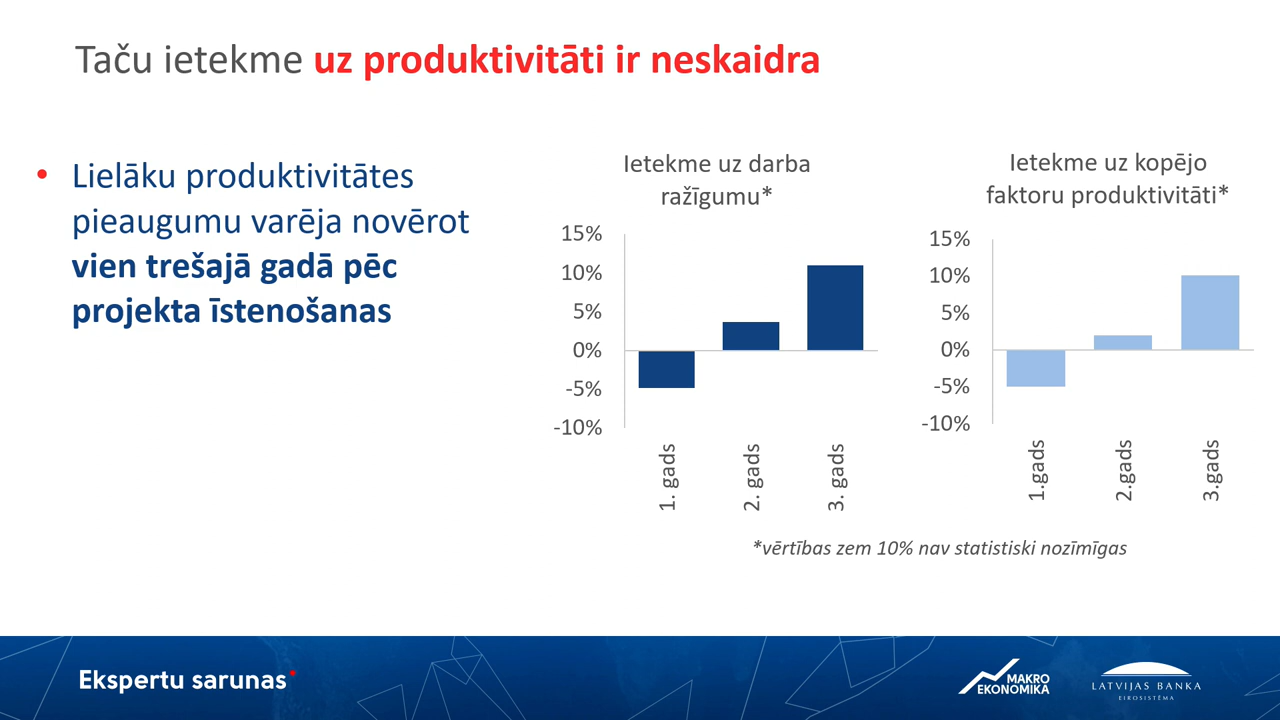 Taču ietekme uz produktivitāti ir neskaidra
• Lielāku produktivitātes
pieaugumu varēja novērot
vien trešajā gadā pēc
projekta īstenošanas
Ietekme uz darba
ražīgumu*
15%
10%
5%
0%
-5%
-10%
1. gads
2. gads
3. gads
Ietekme uz kopējo
faktoru produktivitāti*
15%
10%
5%
0%
-5%
-10%
1.gads
2.gads
3.gads
*vērtības zem 10% nav statistiski nozīmīgas
Ekspertu sarunas
MAKRO
EKONOMIKA
LATVIJAS BANKA
EIROSISTĒMA